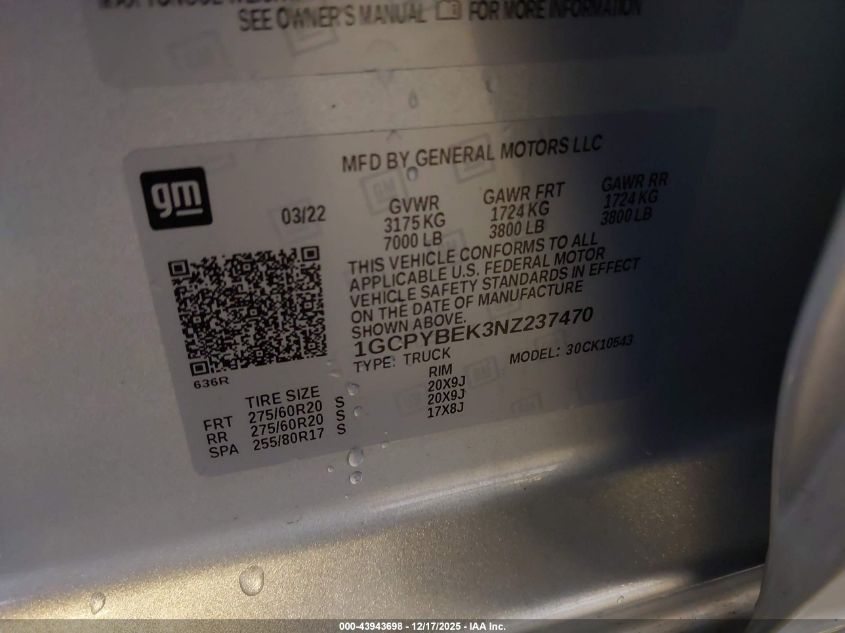 SEE OWNER'S MANUAL FOR MORE INFORMATION
MFD BY GENERAL MOTORS LLC
gm
03/22
GVWR GAWR FRT GAWR RR
3175 KG 1724 KG 1724 KG
7000 LB 3800 LB 3800 LB
THIS VEHICLE CONFORMS TO ALL
APPLICABLE U.S. FEDERAL MOTOR
VEHICLE SAFETY STANDARDS IN EFFECT
ON THE DATE OF MANUFACTURE
SHOWN ABOVE.
1GCPYBEK3NZ237470
TYPE: TRUCK MODEL: 30CK10543
636R
TIRE SIZE RIM
FRT 275/60R20 S 20X9J
RR 275/60R20 S 20X9J
SPA 255/80R17 S 17X8J
000-43943698 - 12/17/2025 - IAA Inc.